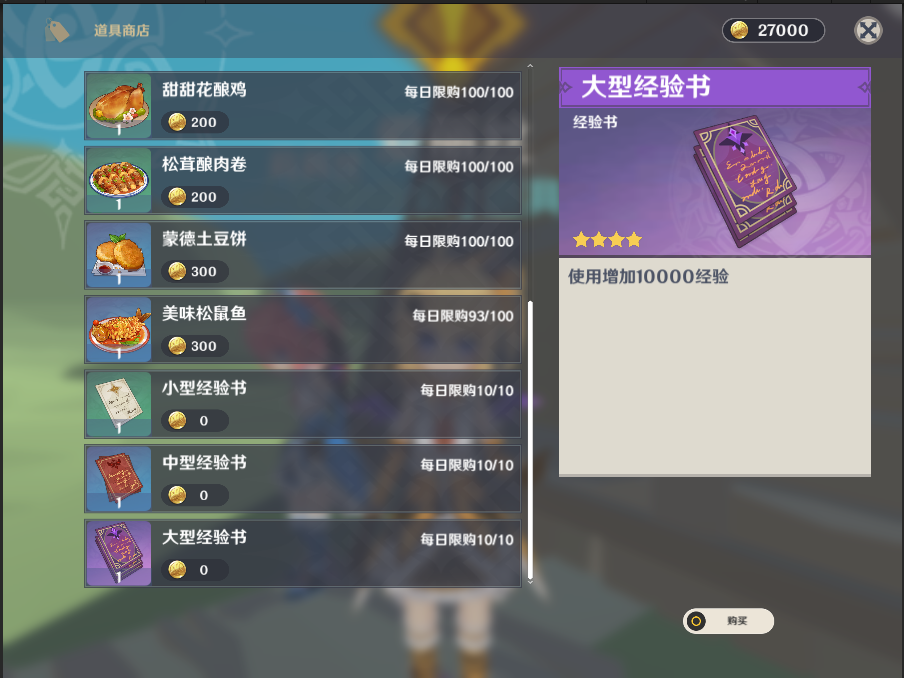 道具商店
27000
甜甜花酿鸡
每日限购100/100
1
200
松茸酿肉卷
每日限购100/100
1
200
蒙德土豆饼
每日限购100/100
1
300
美味松鼠鱼
每日限购93/100
1
300
小型经验书
每日限购10/10
1
0
中型经验书
每日限购10/10
1
0
大型经验书
每日限购10/10
1
0
大型经验书
经验书
使用增加10000经验
购买